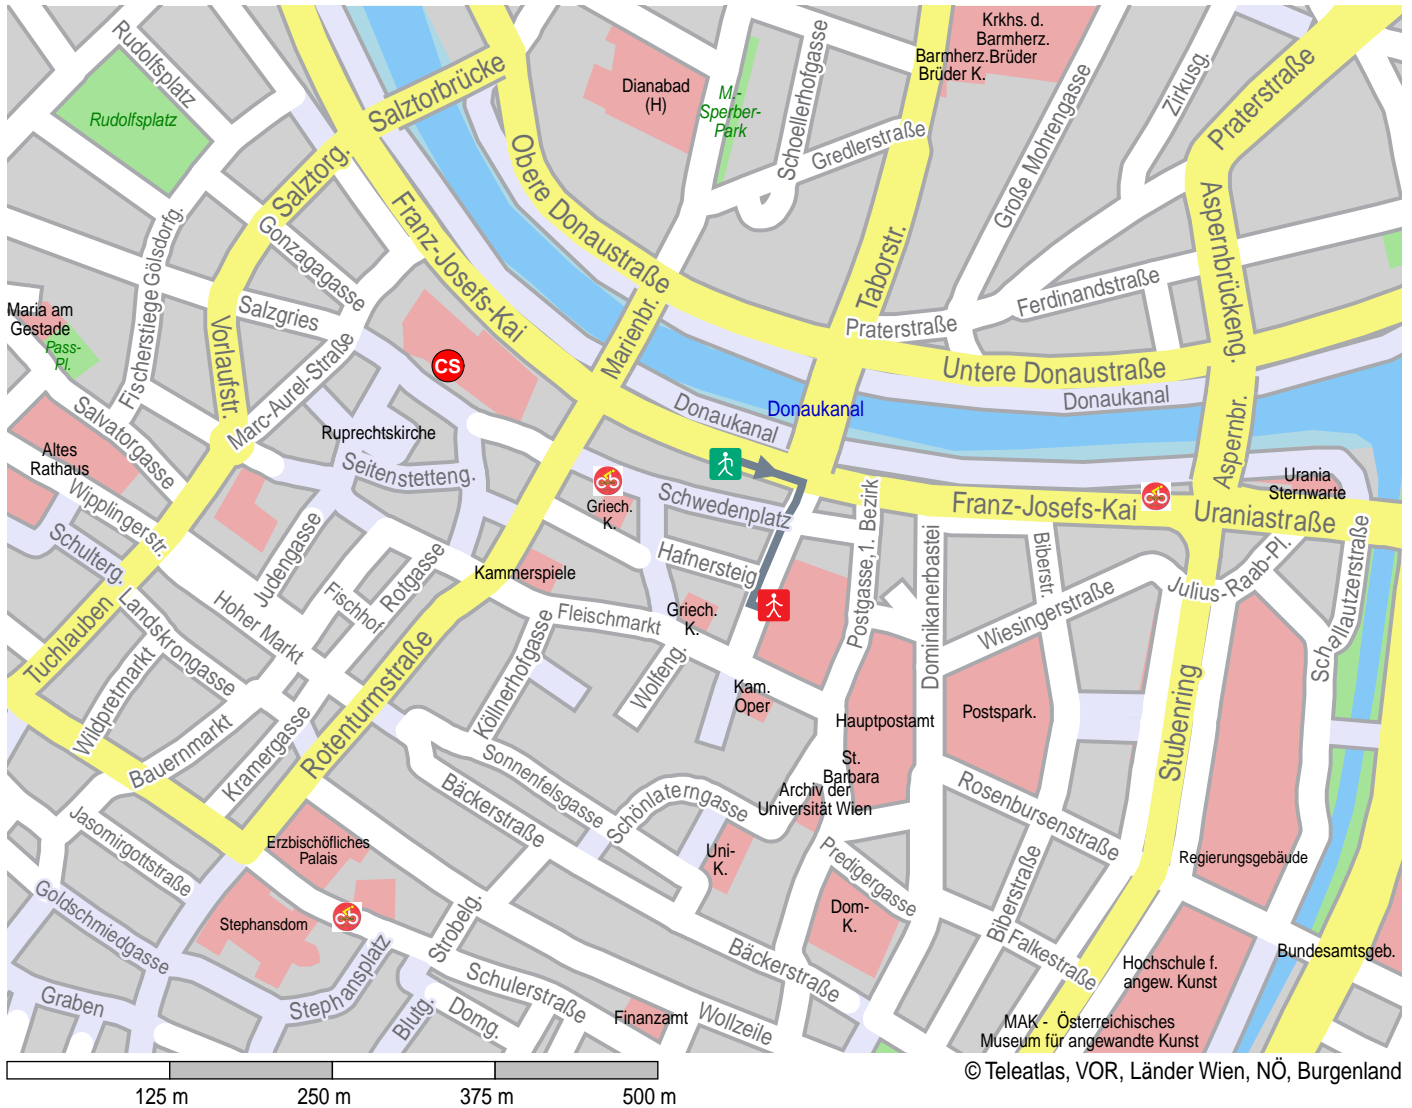 Rudolfsplatz
Rudolfsplatz
Salztorbrücke
Salztorg.
Dianabad
(H)
M.-
Sperber-
Park
Schoellerhofgasse
Gredlerstraße
Krkhs. d.
Barmherz.
Brüder
Barmherz.
Brüder K.
Große Mohrengasse
Zirkusg.
Praterstraße
Obere Donaustraße
Franz-Josefs-Kai
Taborstr.
Aspernbrückeng.
Fischerstiege
Gölsdorfg.
Gonzagagasse
Salzgries
Maria am
Gestade
Pass-
Pl.
Vorlaufstr.
Marc-Aurel-Straße
CS
Marienbr.
Praterstraße
Ferdinandstraße
Untere Donaustraße
Donaukanal
Donaukanal
Donaukanal
Aspernbr.
Salvatorgasse
Altes
Rathaus
Wipplingerstr.
Ruprechtskirche
Seitenstetteng.
Griech.
K.
Schwedenplatz
Hafnersteig
Postgasse,1. Bezirk
Franz-Josefs-Kai
Urania
Sternwarte
Uraniastraße
Schulterg.
Judengasse
Fischhof
Rotgasse
Kammerspiele
Fleischmarkt
Griech.
K.
Dominikanerbastei
Biberstr.
Wiesingerstraße
Julius-Raab-Pl.
Schallautzerstraße
Tuchlauben
Landskrongasse
Hoher Markt
Wildpretmarkt
Bauernmarkt
Kramergasse
Rotenturmstraße
Köllnerhofgasse
Wolfeng.
Kam.
Oper
Hauptpostamt
Postspark.
Stubenring
Sonnenfelsgasse
Bäckerstraße
Schönlaterngasse
St.
Barbara
Archiv der
Universität Wien
Rosenbursenstraße
Jasomirgottstraße
Erzbischöfliches
Palais
Uni-
K.
Predigergasse
Biberstraße
Regierungsgebäude
Goldschmiedgasse
Stephansdom
Strobelg.
Dom-
K.
Falkestraße
Stephansplatz
Schulerstraße
Bäckerstraße
Hochschule f.
angew. Kunst
Bundesamtsgeb.
Graben
Blutg.
Domg.
Finanzamt
Wollzeile
MAK - Österreichisches
Museum für angewandte Kunst
© Teleatlas, VOR, Länder Wien, NÖ, Burgenland
125 m
250 m
375 m
500 m